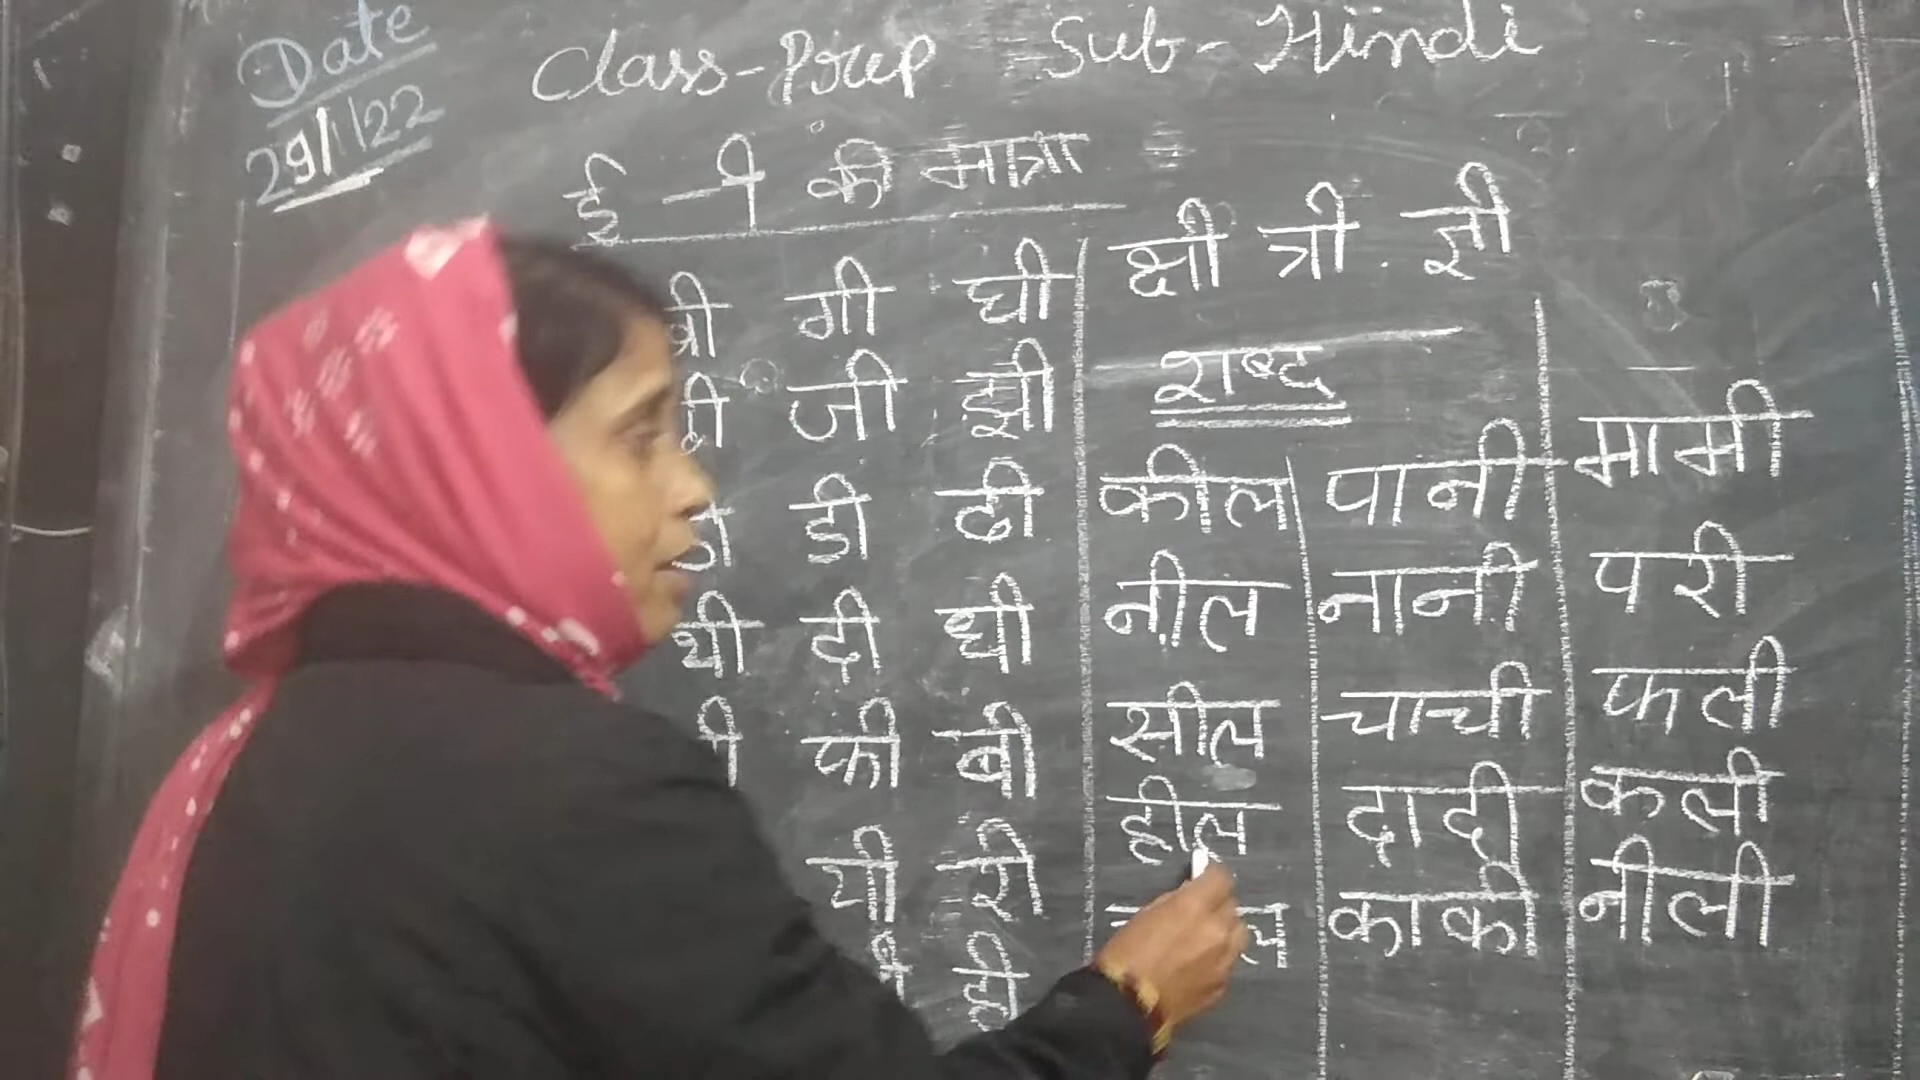 Date
29/1/22
Class-Prep Sub-Hindi
ई – ी की मात्रा
क्षी त्री ज्ञी
गी घी
जी झी
शब्द
डी ढी
थी दी धी
फी बी
यी री
ही
कील पानी मामी
नील नानी परी
सील चाची फली
हील दादी कली
काकी नीली